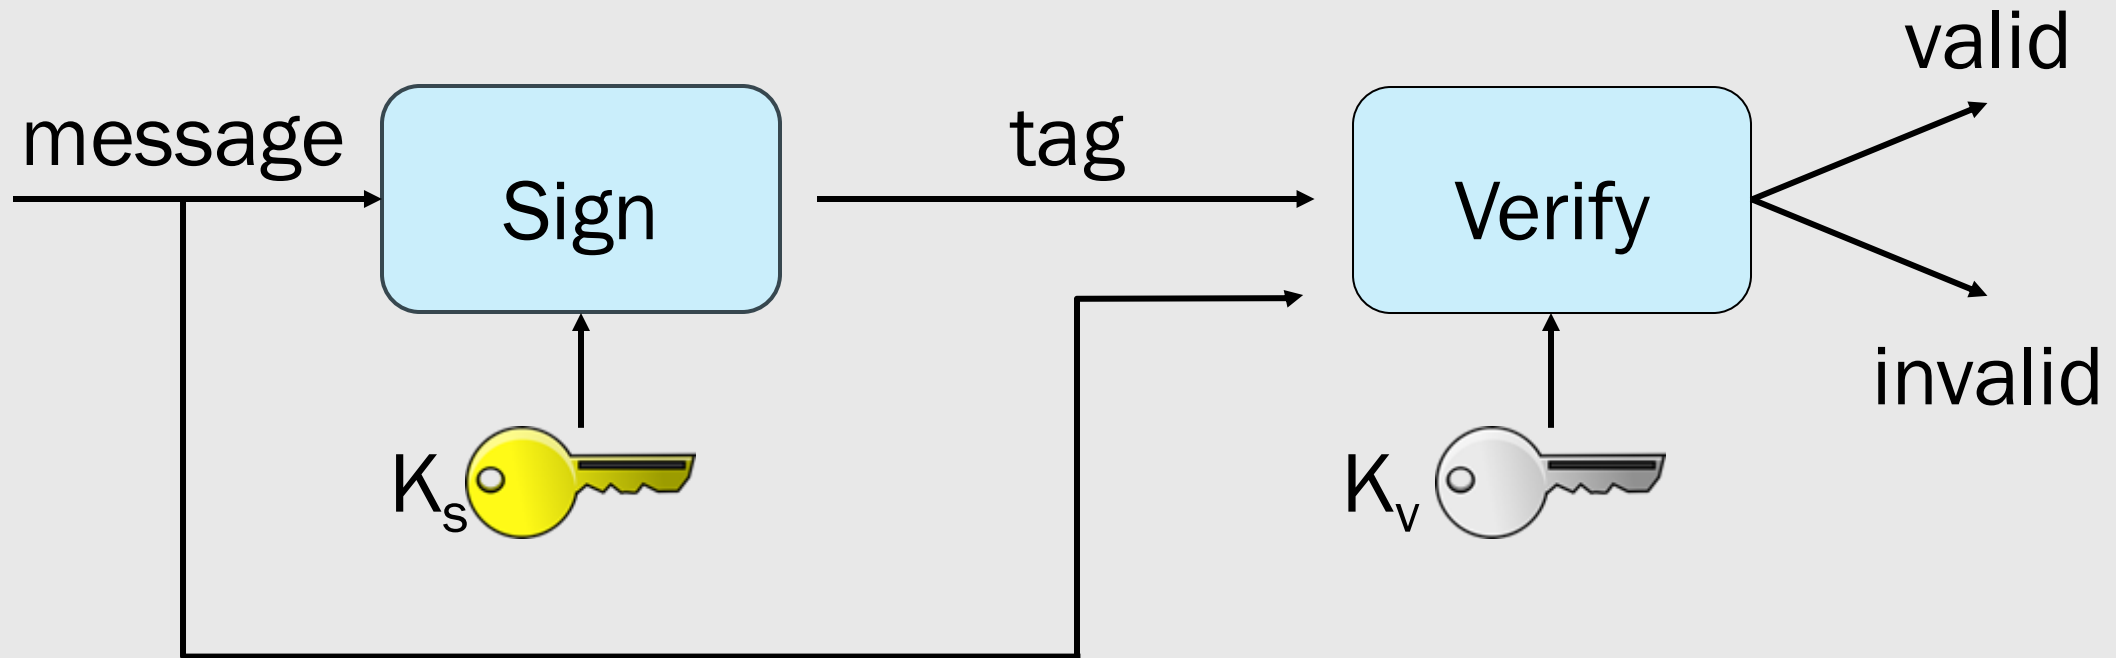 valid
message
tag
Sign
Verify
invalid
Ks
Kv